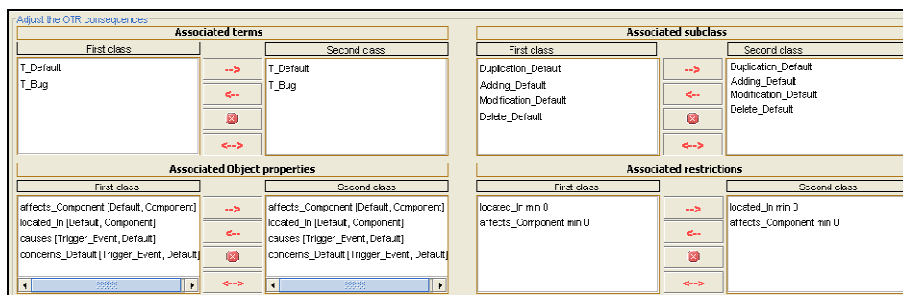 Adjust the OTR consequences
Associated terms
First class
Second class
T_Default
T_Bug
-->
<--
<-->
T_Default
T_Bug
Associated subclass
First class
Second class
Duplication_Default
Adding_Default
Modification_Default
Delete_Default
-->
<--
<-->
Duplication_Default
Adding_Default
Modification_Default
Delete_Default
Associated Object properties
First class
Second class
affects_Component [Default, Component]
located_In [Default, Component]
causes [Trigger_Event, Default]
concerns_Default [Trigger_Event, Default]
-->
<--
<-->
affects_Component [Default, Component]
located_In [Default, Component]
causes [Trigger_Event, Default]
concerns_Default [Trigger_Event, Default]
Associated restrictions
First class
Second class
located_In min 0
affects_Component min 0
-->
<--
<-->
located_In min 0
affects_Component min 0